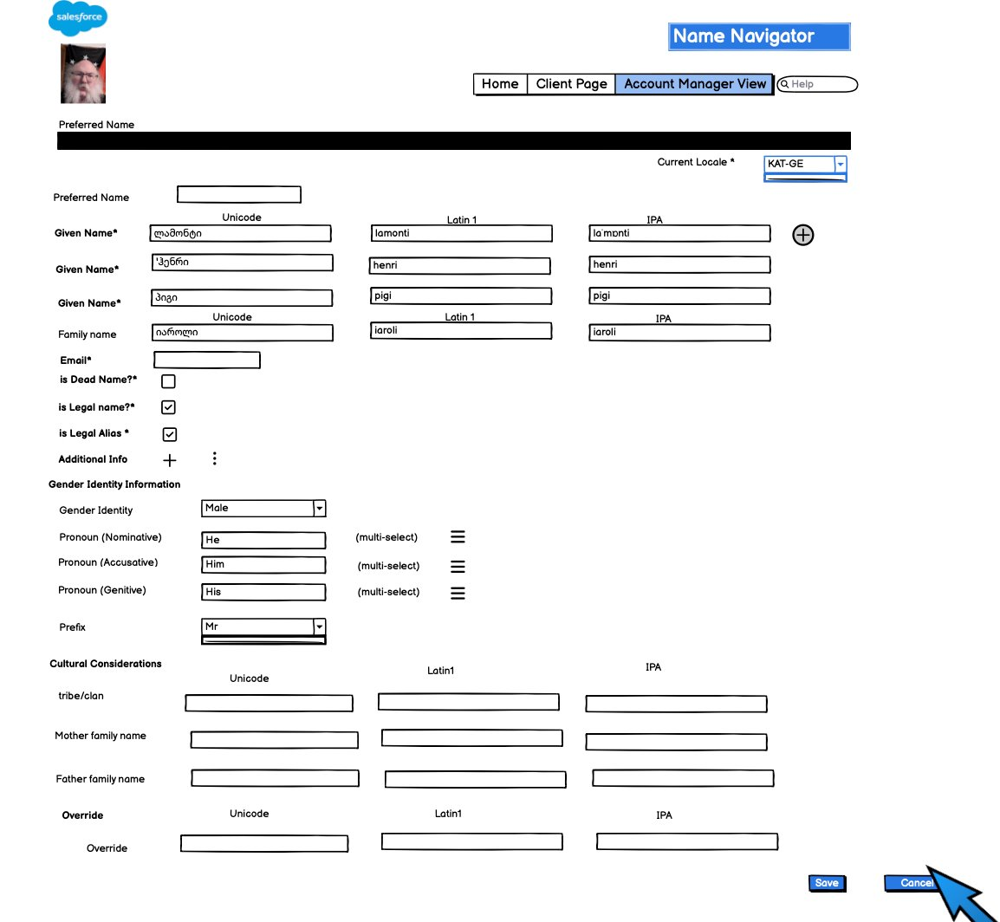 salesforce
Name Navigator
Home Client Page Account Manager View Help
Preferred Name
Current Locale * KAT-GE
Preferred Name
Unicode Latin 1 IPA
Given Name* ლამონტი lamonti la'mɒnti
Given Name* 'ჰენრი henri henri
Given Name* პიგი pigi pigi
Unicode Latin 1 IPA
Family name იაროლი iaroli iaroli
Email*
is Dead Name?*
is Legal name?*
is Legal Alias *
Additional Info
Gender Identity Information
Gender Identity Male
Pronoun (Nominative) He (multi-select)
Pronoun (Accusative) Him (multi-select)
Pronoun (Genitive) His (multi-select)
Prefix Mr
Cultural Considerations
Unicode Latin1 IPA
tribe/clan
Mother family name
Father family name
Override Unicode Latin1 IPA
Override
Save Cancel